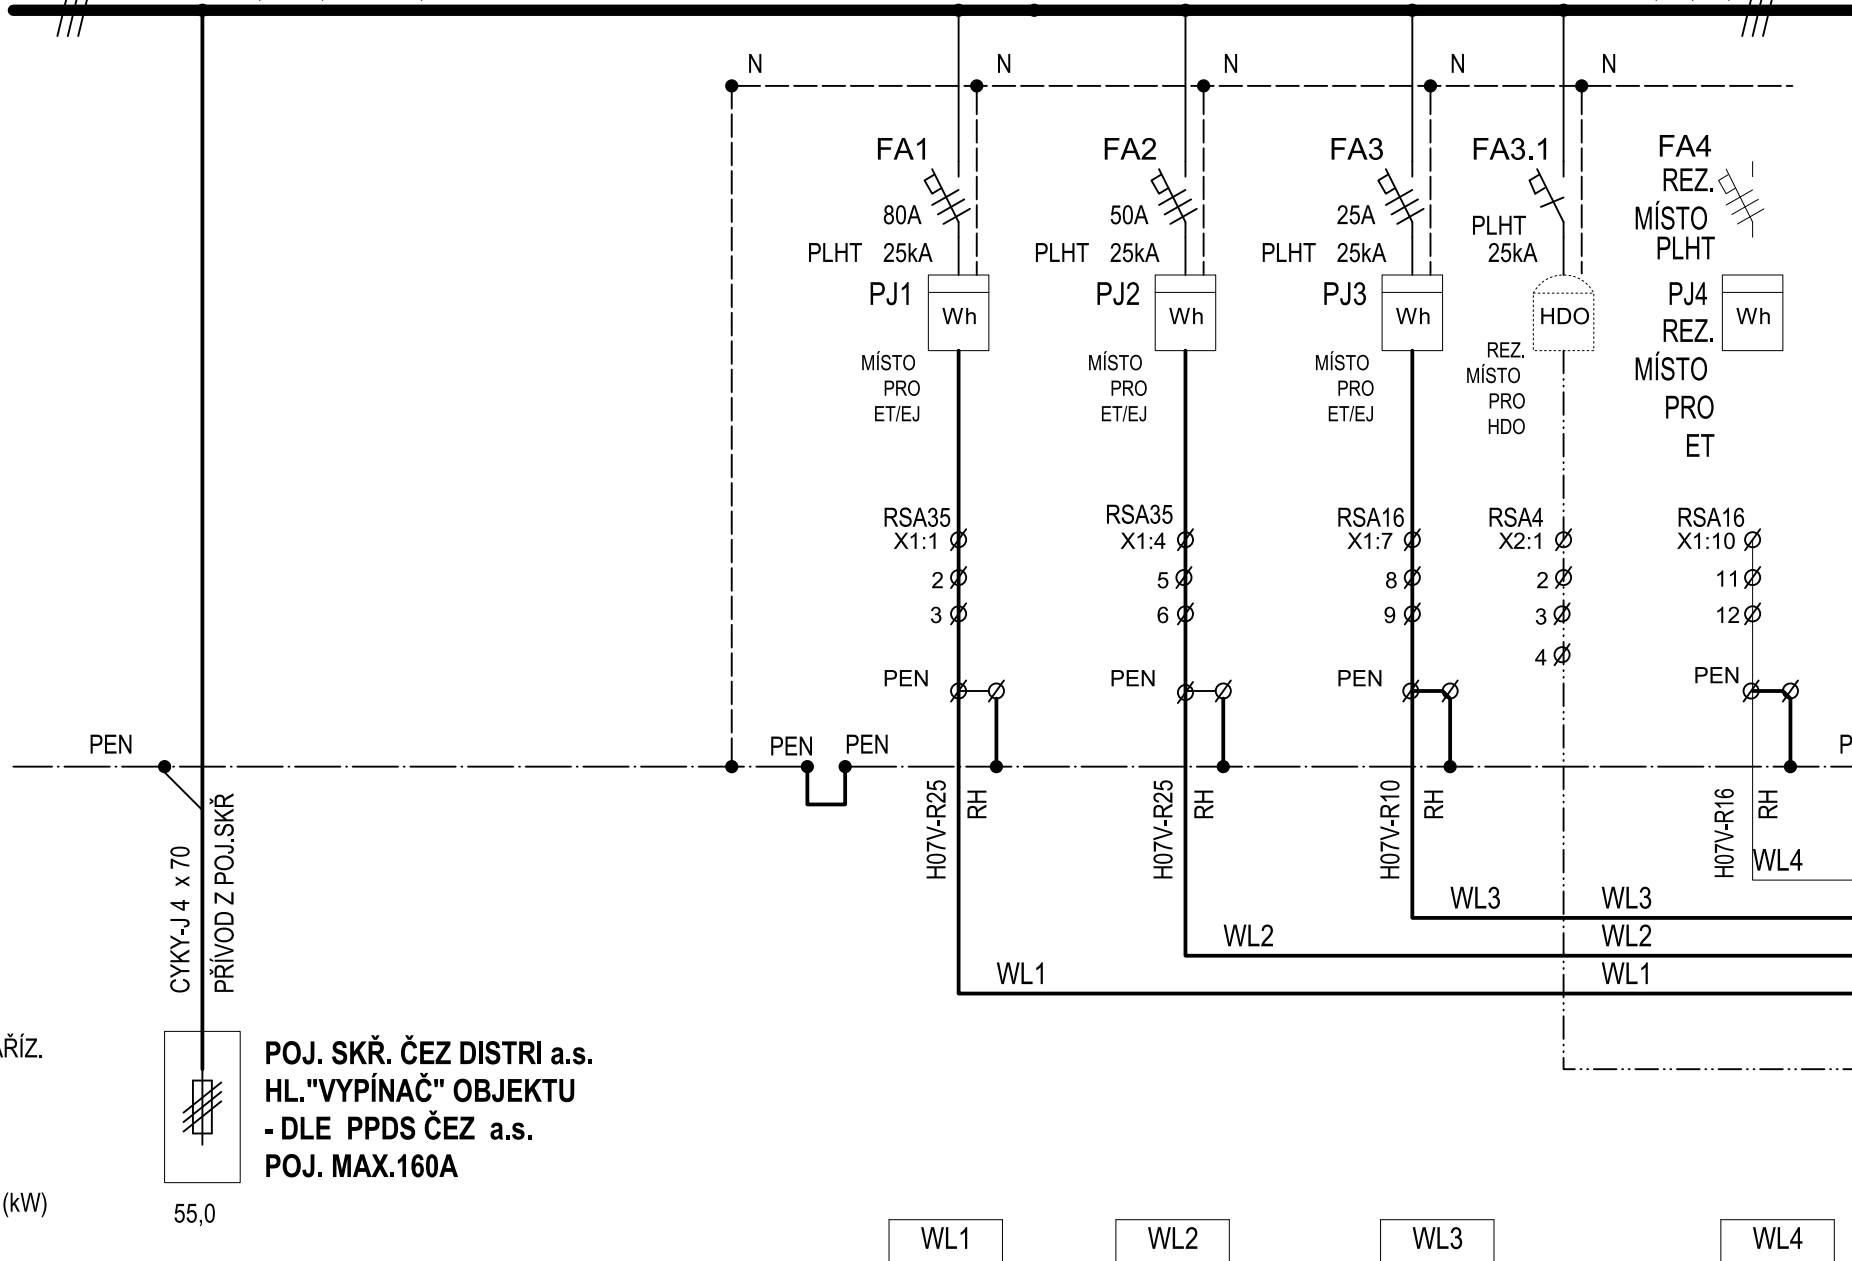 N
N
N
N
N
FA1
FA2
FA3
FA3.1
FA4
REZ.
MÍSTO
PLHT
80A
PLHT 25kA
50A
PLHT 25kA
25A
PLHT 25kA
PLHT
25kA
PJ1
Wh
PJ2
Wh
PJ3
Wh
HDO
PJ4
Wh
REZ.
MÍSTO
PRO
ET
MÍSTO
PRO
ET/EJ
MÍSTO
PRO
ET/EJ
MÍSTO
PRO
ET/EJ
REZ.
MÍSTO
PRO
HDO
RSA35
X1:1
2
3
RSA35
X1:4
5
6
RSA16
X1:7
8
9
RSA4
X2:1
2
3
4
RSA16
X1:10
11
12
PEN
PEN
PEN
PEN
PEN
PEN
PEN
P
H07V-R25
RH
H07V-R25
RH
H07V-R10
RH
H07V-R16
RH
WL4
WL3
WL3
WL2
WL2
WL1
WL1
CYKY-J 4 x 70
PŘÍVOD Z POJ.SKŘ
AŘÍZ.
POJ. SKŘ. ČEZ DISTRI a.s.
HL."VYPÍNAČ" OBJEKTU
- DLE PPDS ČEZ a.s.
POJ. MAX.160A
(kW)
55,0
WL1
WL2
WL3
WL4